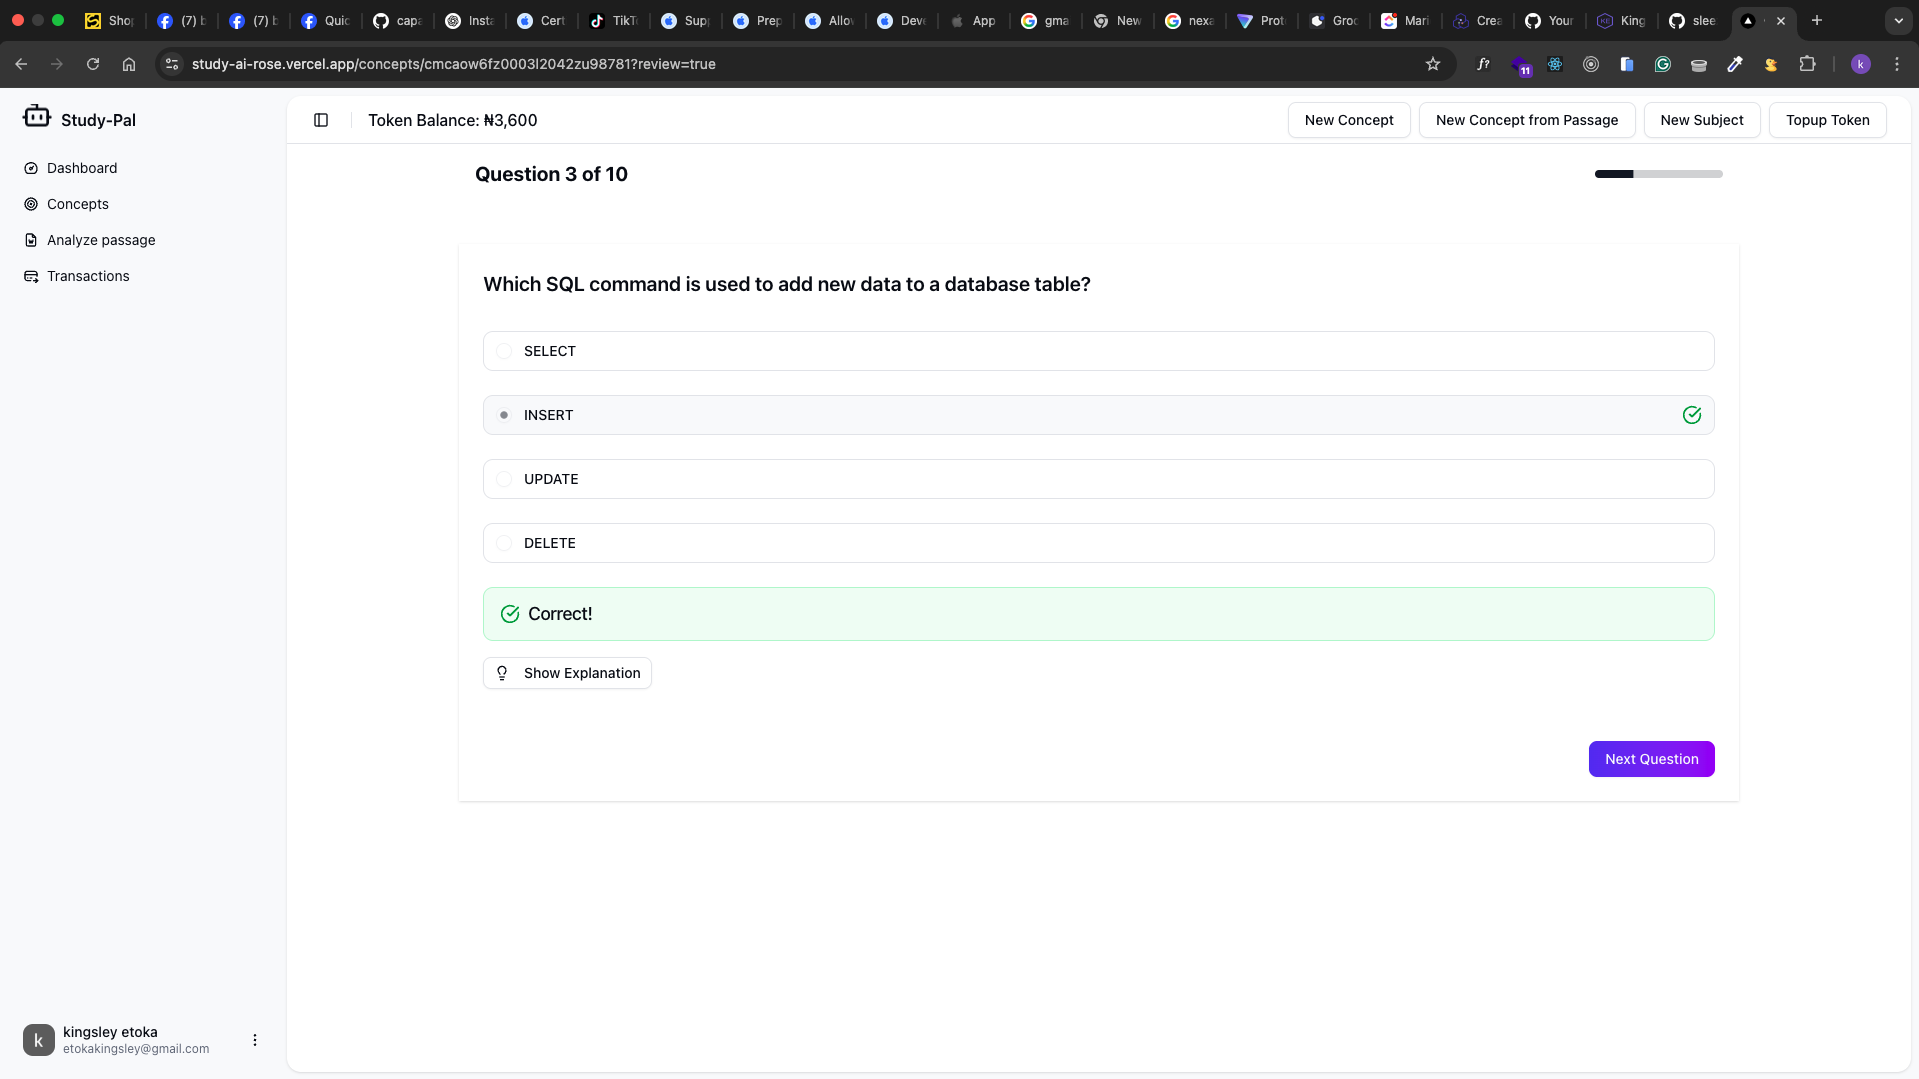 Shop
(7) b
(7) b
Quic
capa
Insta
Cert
TikTo
Supp
Prep
Allow
Deve
App
gma
New
nexa
Prot
Groc
Mari
Crea
Your
King
slee
study-ai-rose.vercel.app/concepts/cmcaow6fz0003l2042zu98781?review=true
f?
11
k
Study-Pal
Token Balance: ₦3,600
New Concept
New Concept from Passage
New Subject
Topup Token
Dashboard
Concepts
Analyze passage
Transactions
Question 3 of 10
Which SQL command is used to add new data to a database table?
SELECT
INSERT
UPDATE
DELETE
Correct!
Show Explanation
Next Question
k
kingsley etoka
etokakingsley@gmail.com